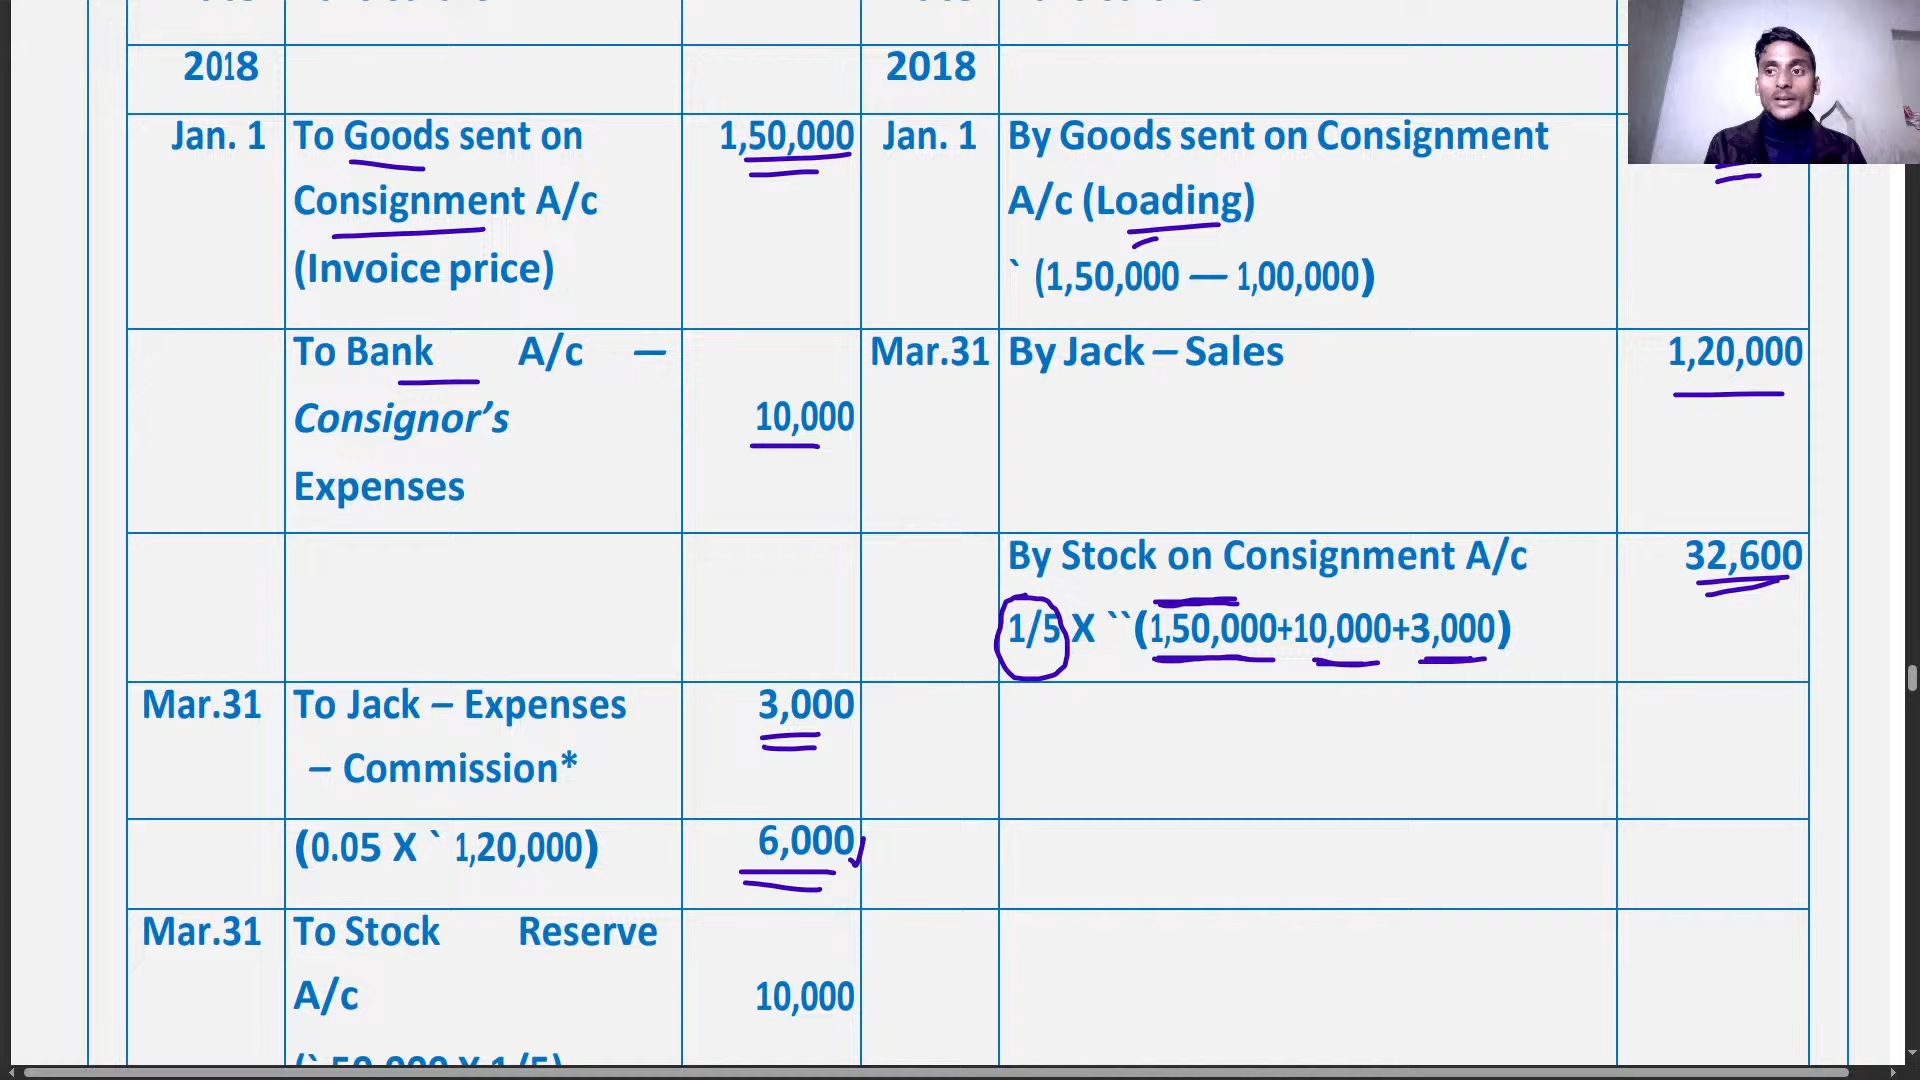 2018 2018
Jan. 1 To Goods sent on 1,50,000 Jan. 1 By Goods sent on Consignment
Consignment A/c A/c (Loading)
(Invoice price) ` (1,50,000 — 1,00,000)
To Bank A/c — Mar.31 By Jack – Sales 1,20,000
Consignor’s 10,000
Expenses
By Stock on Consignment A/c 32,600
1/5 X ``(1,50,000+10,000+3,000)
Mar.31 To Jack – Expenses 3,000
– Commission*
(0.05 X ` 1,20,000) 6,000
Mar.31 To Stock Reserve
A/c 10,000
(` 50,000 X 1/5)